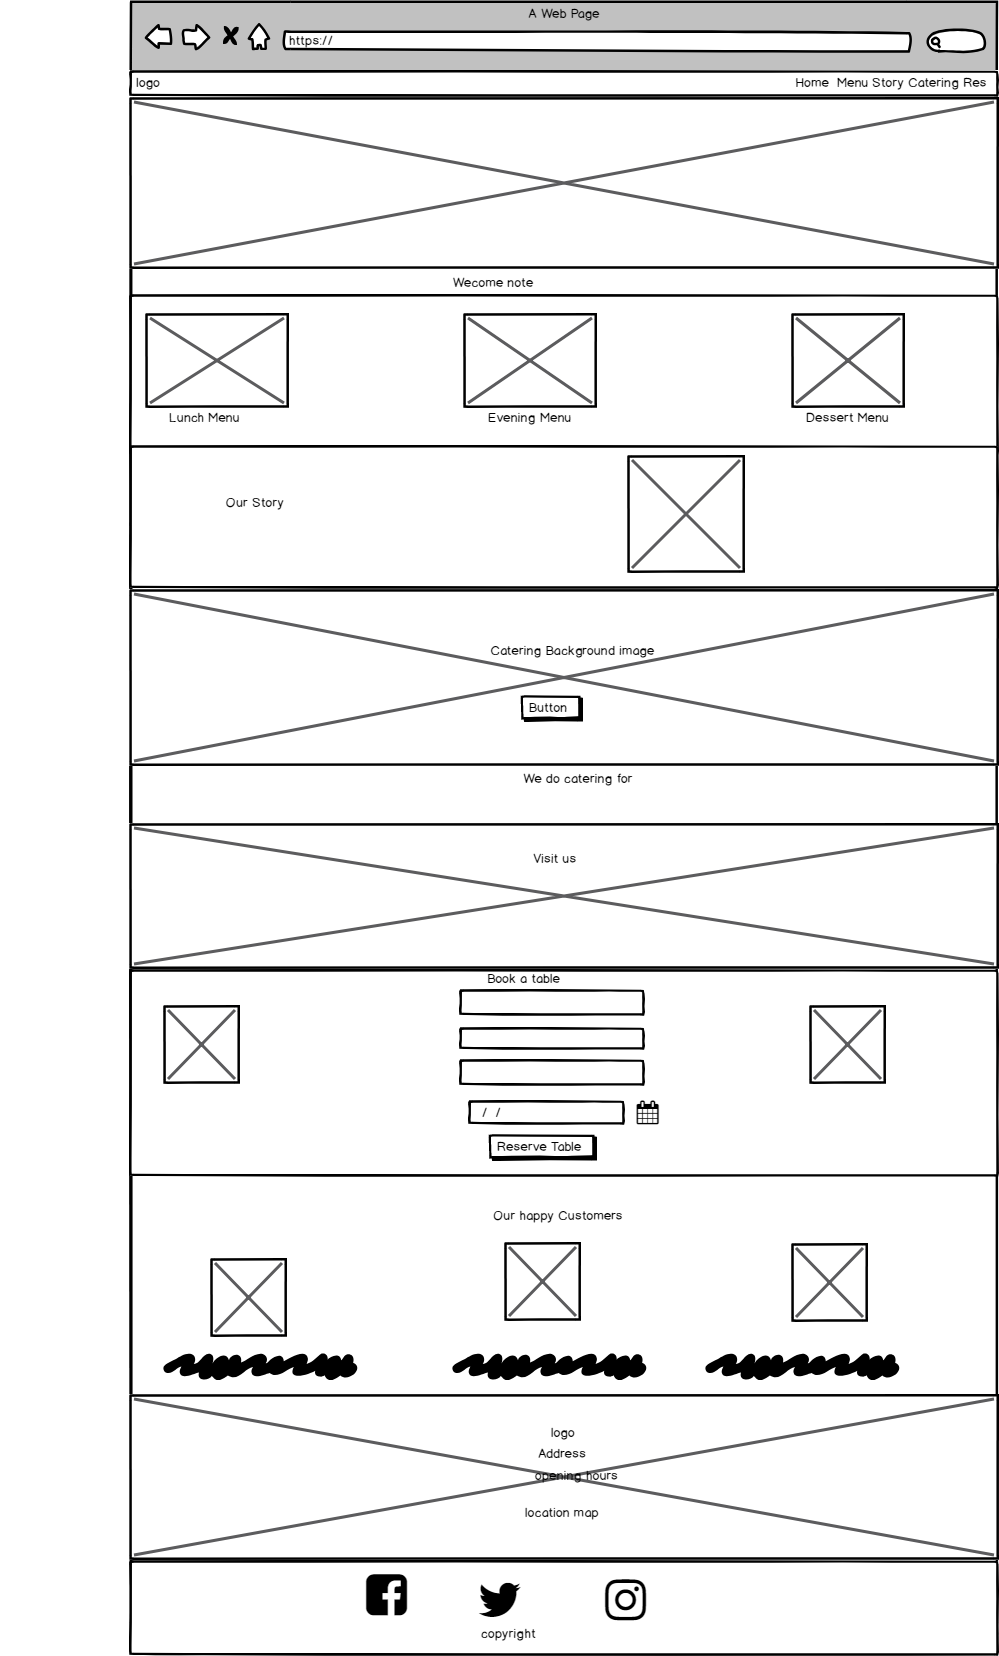 A Web Page
https://
logo
Home Menu Story Catering Res
Wecome note
Lunch Menu
Evening Menu
Dessert Menu
Our Story
Catering Background image
Button
We do catering for
Visit us
Book a table
/ /
Reserve Table
Our happy Customers
logo
Address
opening hours
location map
copyright